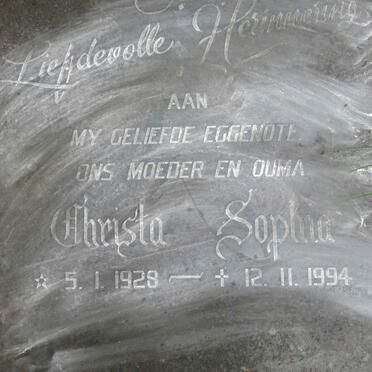 Liefdevolle Herinnering
AAN
MY GELIEFDE EGGENOTE
ONS MOEDER EN OUMA
Christa Sophia
☆ 5. 1. 1928 — ✝ 12. 11. 1994